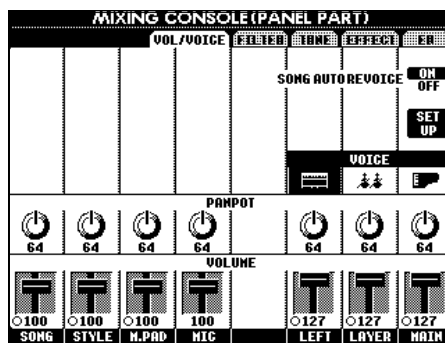 MIXING CONSOLE(PANEL PART)
VOL/VOICE FILTER TUNE EFFECT EQ
SONG AUTO REVOICE ON
OFF
SET
UP
VOICE
PANPOT
64 64 64 64 64 64 64
VOLUME
100 100 100 100 127 127 127
SONG STYLE M.PAD MIC LEFT LAYER MAIN